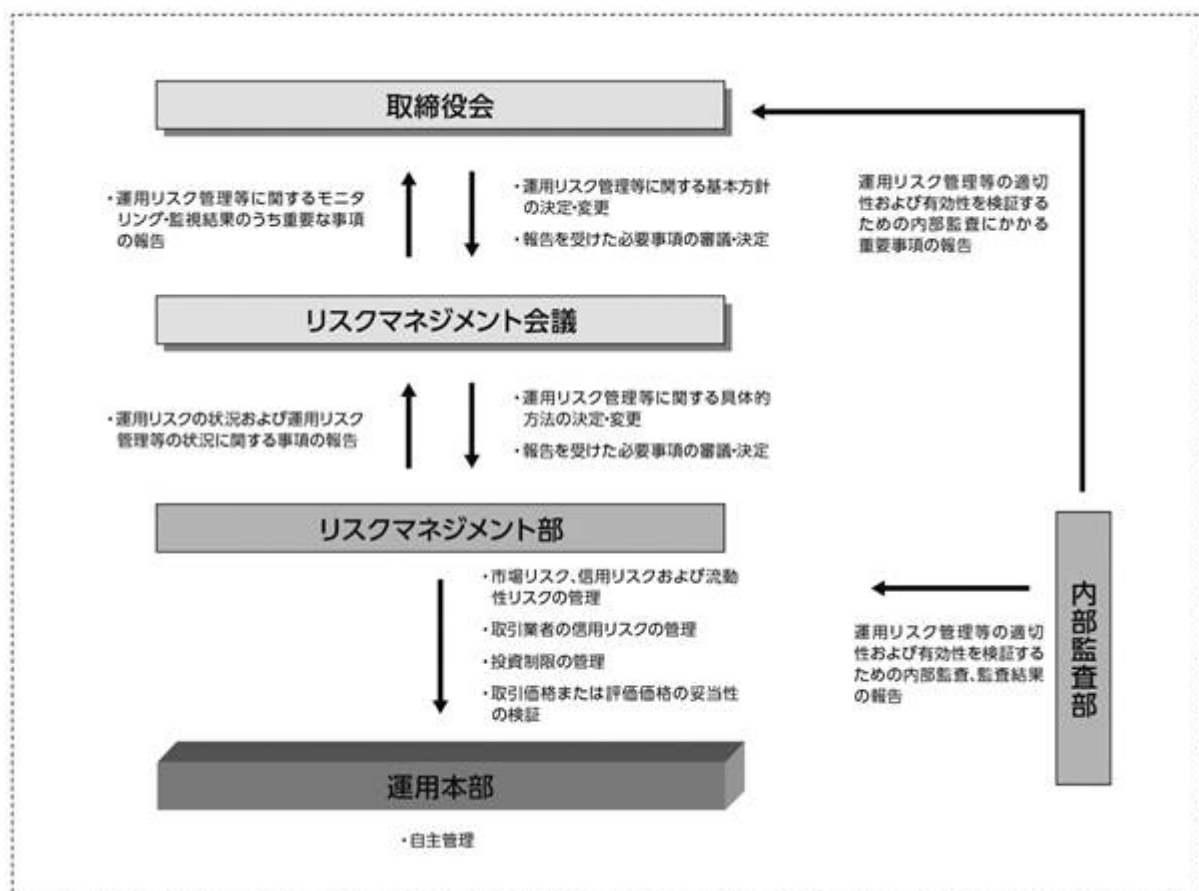 取締役会
・運用リスク管理等に関するモニタ
リング・監視結果のうち重要な事項
の報告
・運用リスク管理等に関する基本方針
の決定・変更
・報告を受けた必要事項の審議・決定
運用リスク管理等の適切
性および有効性を検証する
ための内部監査にかかる
重要事項の報告
リスクマネジメント会議
・運用リスクの状況および運用リスク
管理等の状況に関する事項の報告
・運用リスク管理等に関する具体的
方法の決定・変更
・報告を受けた必要事項の審議・決定
リスクマネジメント部
・市場リスク、信用リスクおよび流動
性リスクの管理
・取引業者の信用リスクの管理
・投資制限の管理
・取引価格または評価価格の妥当性
の検証
運用リスク管理等の適切
性および有効性を検証する
ための内部監査、監査結果
の報告
内部監査部
運用本部
・自主管理